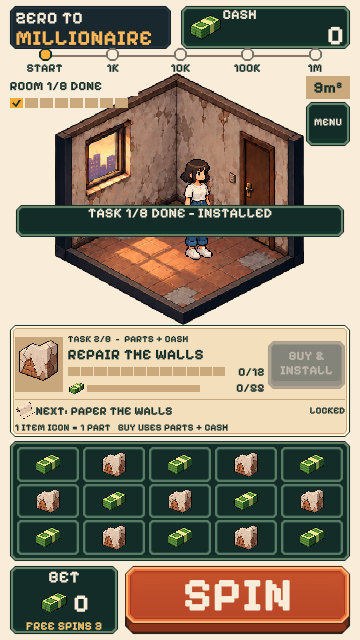 ZERO TO
MILLIONAIRE
CASH
0
START 1K 10K 100K 1M
ROOM 1/8 DONE
9m²
MENU
TASK 1/8 DONE - INSTALLED
TASK 2/8 - PARTS + CASH
REPAIR THE WALLS
0/12
0/88
BUY & INSTALL
NEXT: PAPER THE WALLS LOCKED
1 ITEM ICON = 1 PART BUY USES PARTS + CASH
BET
0
FREE SPINS 3
SPIN